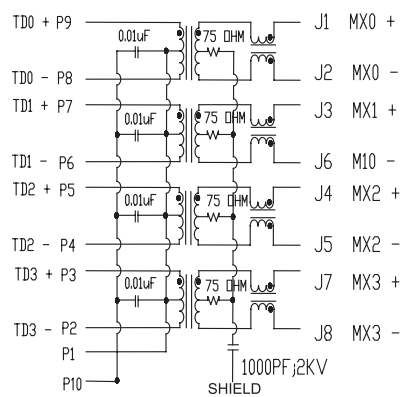 TD0 + P9
0.01uF
75 OHM
J1 MX0 +
TD0 - P8
J2 MX0 -
TD1 + P7
0.01uF
75 OHM
J3 MX1 +
TD1 - P6
J6 M10 -
TD2 + P5
0.01uF
75 OHM
J4 MX2 +
TD2 - P4
J5 MX2 -
TD3 + P3
0.01uF
75 OHM
J7 MX3 +
TD3 - P2
J8 MX3 -
P1
1000PFj2KV
P10
SHIELD